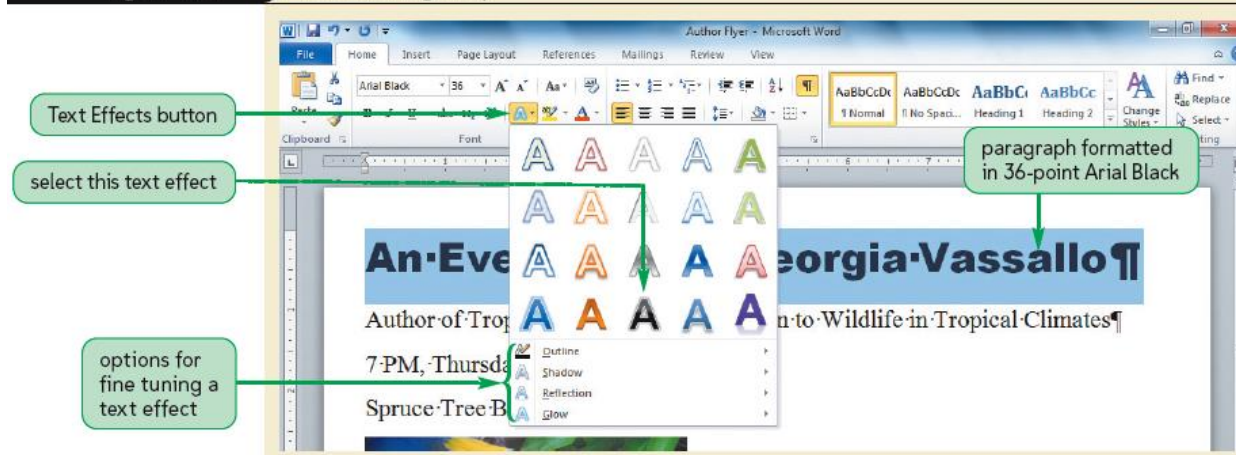 Author Flyer - Microsoft Word
File Home Insert Page Layout References Mailings Review View
Arial Black 36 Aa
AaBbCcDc AaBbCcDc AaBbCc AaBbCc
¶ Normal ¶ No Spaci... Heading 1 Heading 2
Change Styles
Find
Replace
Select
Paste
Clipboard Font
Text Effects button
select this text effect
paragraph formatted
in 36-point Arial Black
An·Eve eorgia·Vassallo¶
Author·of·Trop n·to·Wildlife·in·Tropical·Climates¶
7·PM,·Thursda
Spruce·Tree·B
Outline
Shadow
Reflection
Glow
options for
fine tuning a
text effect